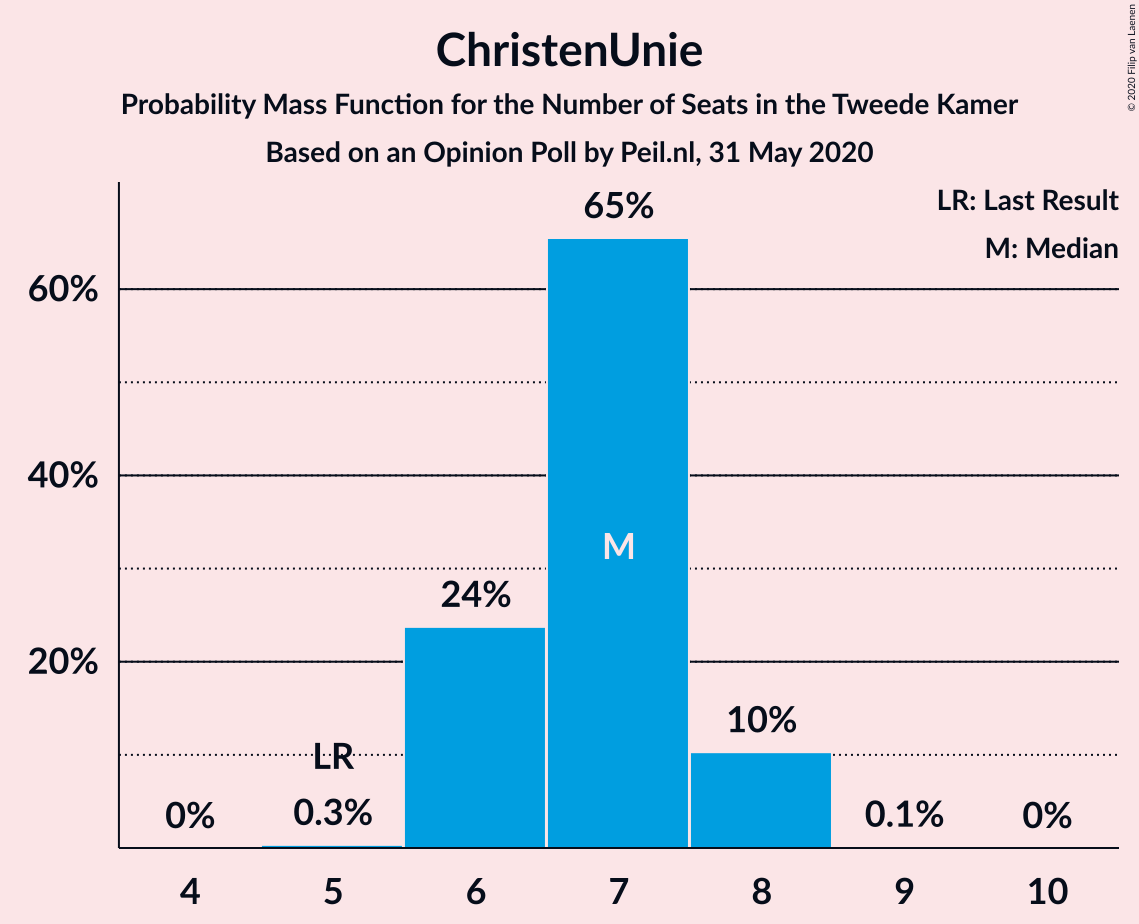 ChristenUnie
Probability Mass Function for the Number of Seats in the Tweede Kamer
Based on an Opinion Poll by Peil.nl, 31 May 2020
© 2020 Filip van Laenen
LR: Last Result
M: Median
65%
60%
40%
M
24%
20%
10%
LR
0%
0.3%
0.1%
0%
4 5 6 7 8 9 10